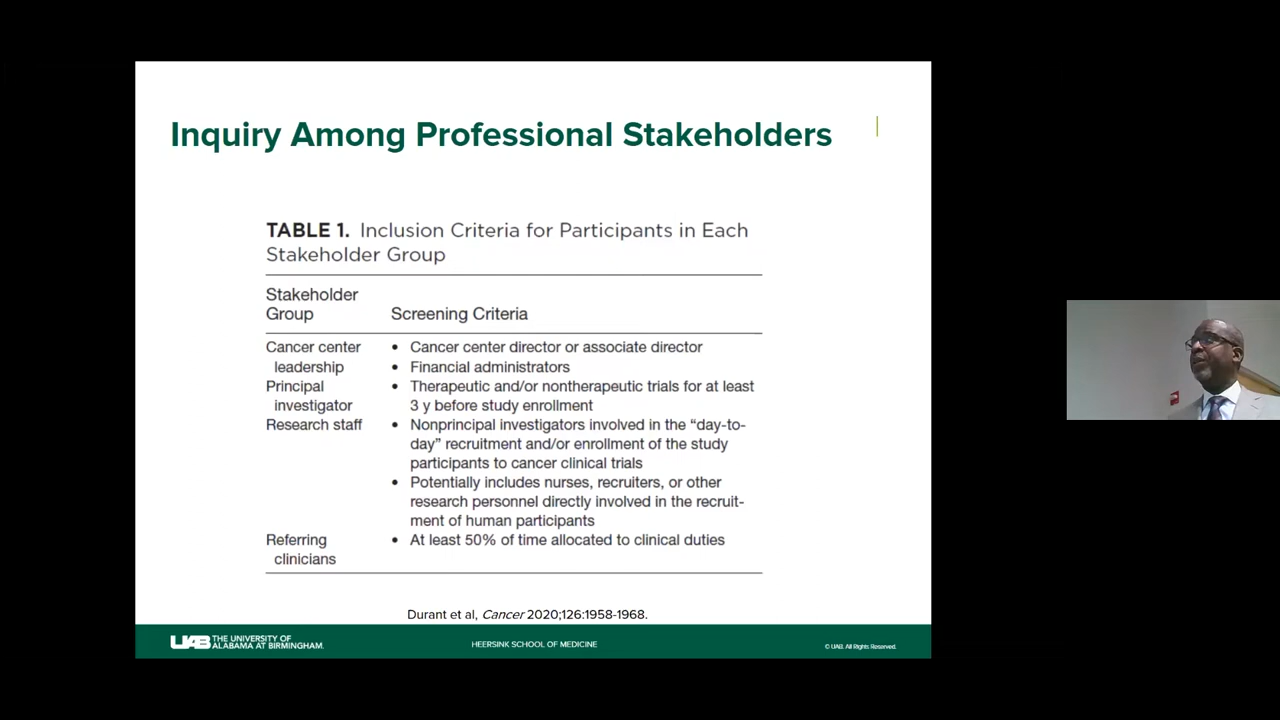 Inquiry Among Professional Stakeholders
TABLE 1. Inclusion Criteria for Participants in Each
Stakeholder Group
Stakeholder
Group
Screening Criteria
Cancer center
leadership
• Cancer center director or associate director
• Financial administrators
Principal
investigator
• Therapeutic and/or nontherapeutic trials for at least
3 y before study enrollment
Research staff
• Nonprincipal investigators involved in the “day-to-
day” recruitment and/or enrollment of the study
participants to cancer clinical trials
• Potentially includes nurses, recruiters, or other
research personnel directly involved in the recruit-
ment of human participants
Referring
clinicians
• At least 50% of time allocated to clinical duties
Durant et al, Cancer 2020;126:1958-1968.
UAB THE UNIVERSITY OF
ALABAMA AT BIRMINGHAM.
HEERSINK SCHOOL OF MEDICINE
© UAB. All Rights Reserved.